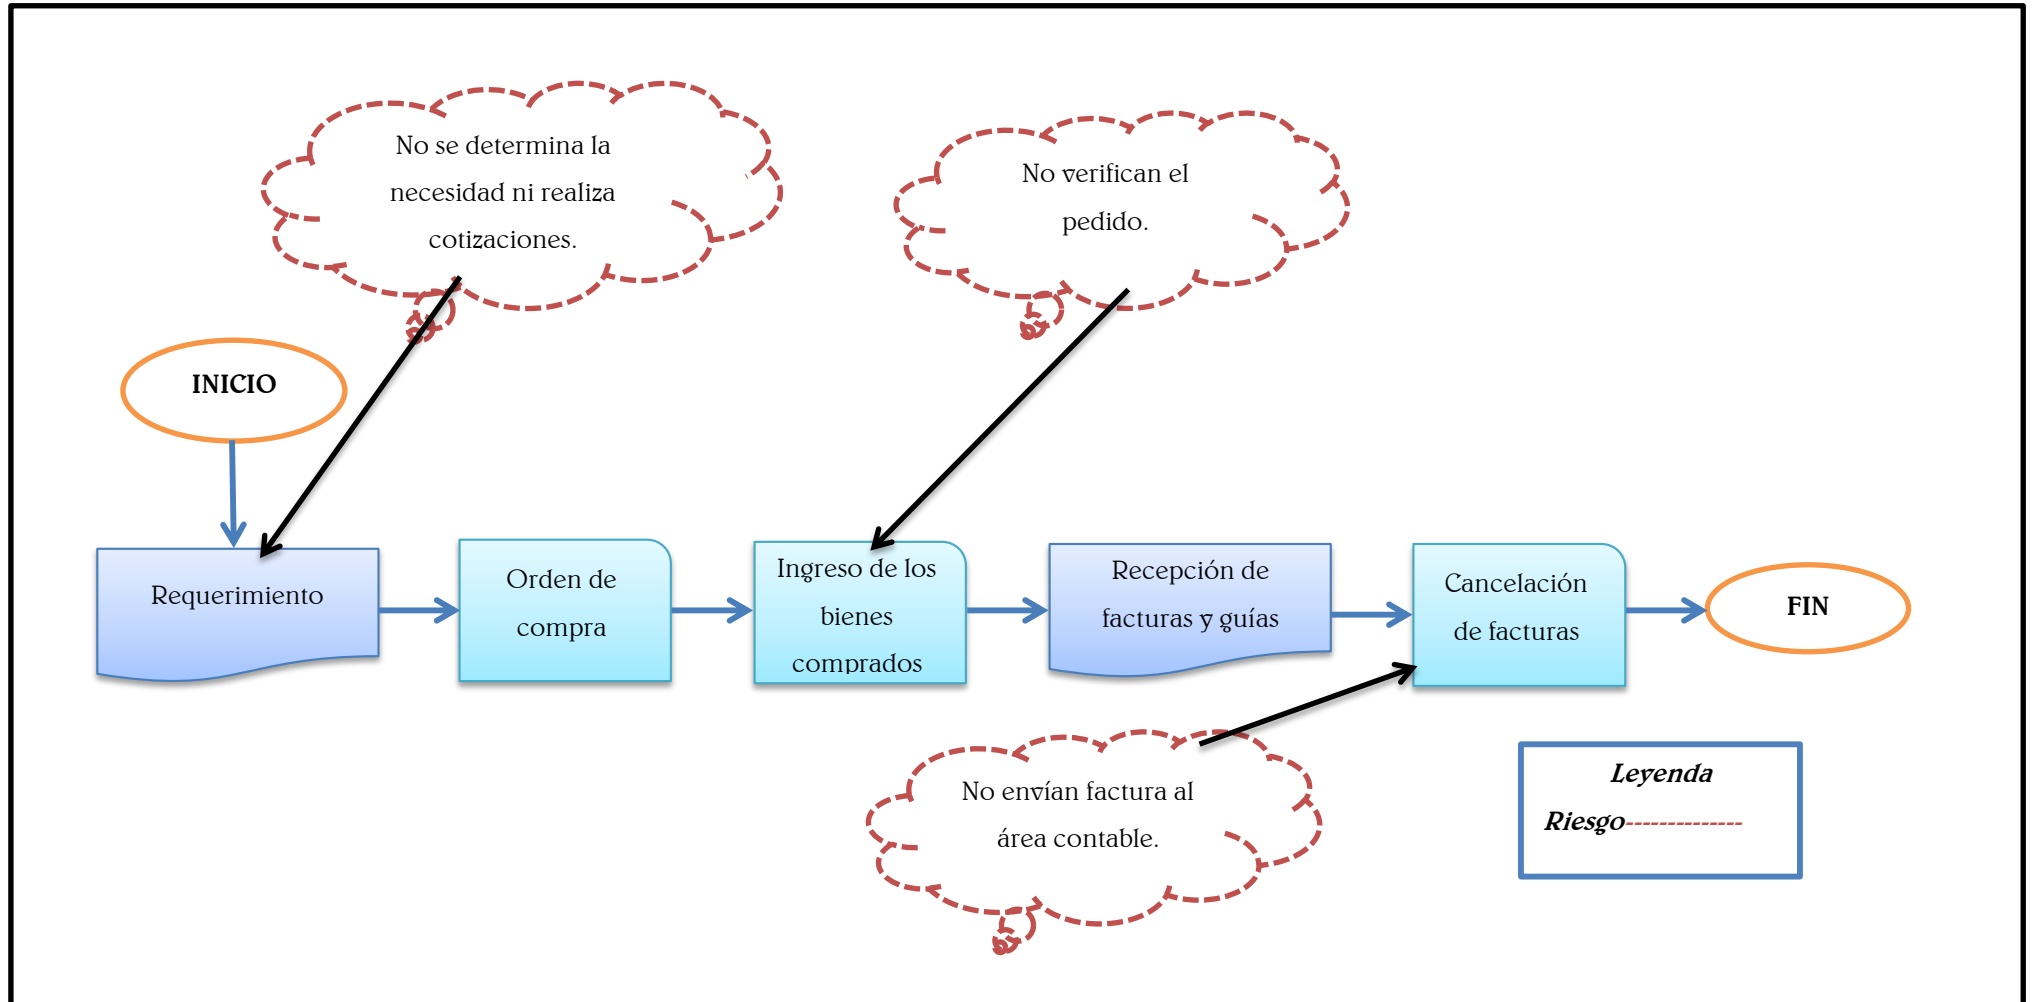 No se determina la
necesidad ni realiza
cotizaciones.
No verifican el
pedido.
INICIO
Requerimiento
Orden de
compra
Ingreso de los
bienes
comprados
Recepción de
facturas y guías
Cancelación
de facturas
FIN
No envían factura al
área contable.
Leyenda
Riesgo--------------